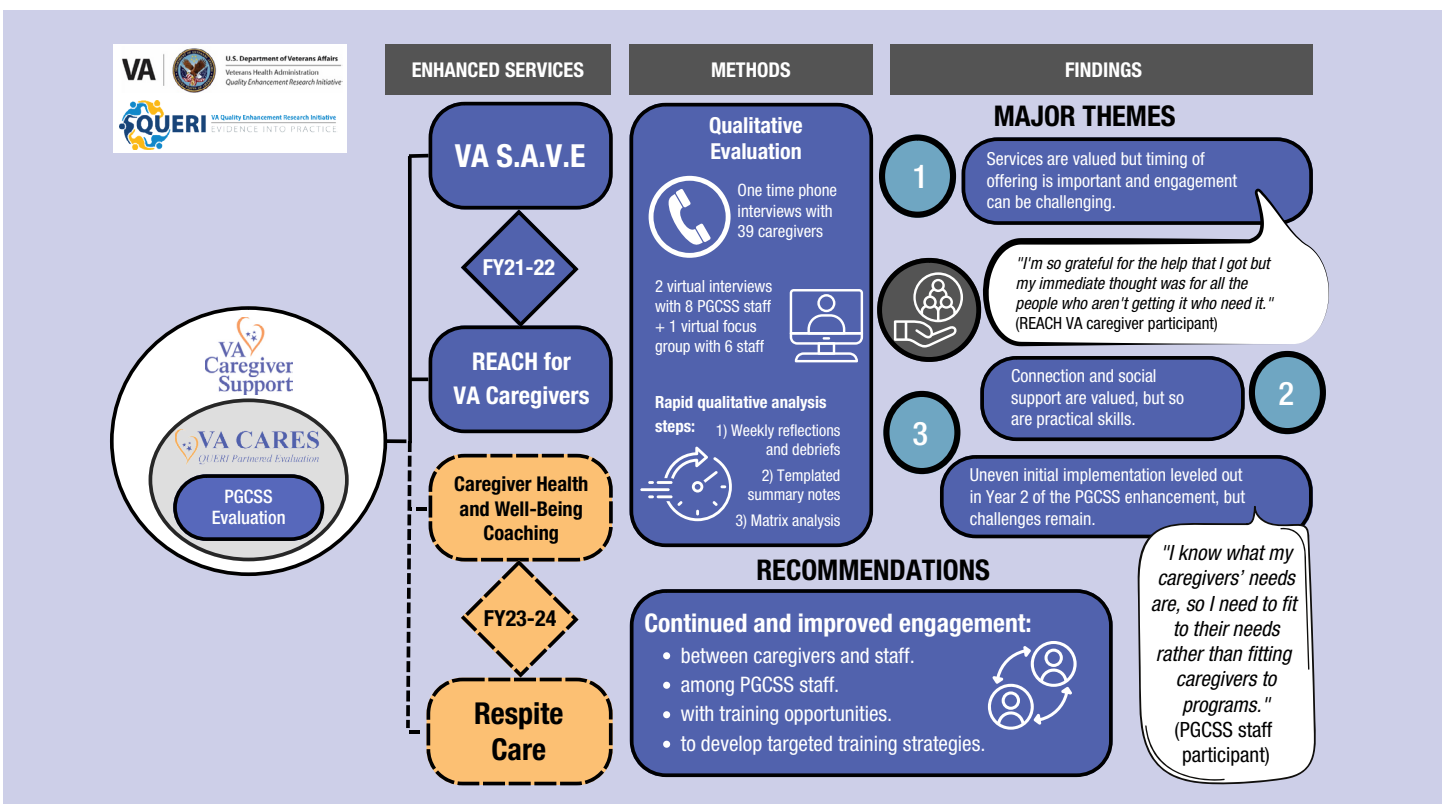 VA
U.S. Department of Veterans Affairs
Veterans Health Administration
Quality Enhancement Research Initiative
QUERI
VA Quality Enhancement Research Initiative
EVIDENCE INTO PRACTICE
VA
Caregiver
Support
VA CARES
QUERI Partnered Evaluation
PGCSS
Evaluation
ENHANCED SERVICES
VA S.A.V.E
FY21-22
REACH for
VA Caregivers
Caregiver Health
and Well-Being
Coaching
FY23-24
Respite
Care
METHODS
Qualitative
Evaluation
One time phone
interviews with
39 caregivers
2 virtual interviews
with 8 PGCSS staff
+ 1 virtual focus
group with 6 staff
Rapid qualitative analysis
steps:
1) Weekly reflections
and debriefs
2) Templated
summary notes
3) Matrix analysis
FINDINGS
MAJOR THEMES
1
Services are valued but timing of
offering is important and engagement
can be challenging.
"I'm so grateful for the help that I got but
my immediate thought was for all the
people who aren't getting it who need it."
(REACH VA caregiver participant)
Connection and social
support are valued, but so
are practical skills.
2
3
Uneven initial implementation leveled out
in Year 2 of the PGCSS enhancement, but
challenges remain.
"I know what my
caregivers’ needs
are, so I need to fit
to their needs
rather than fitting
caregivers to
programs."
(PGCSS staff
participant)
RECOMMENDATIONS
Continued and improved engagement:
• between caregivers and staff.
• among PGCSS staff.
• with training opportunities.
• to develop targeted training strategies.